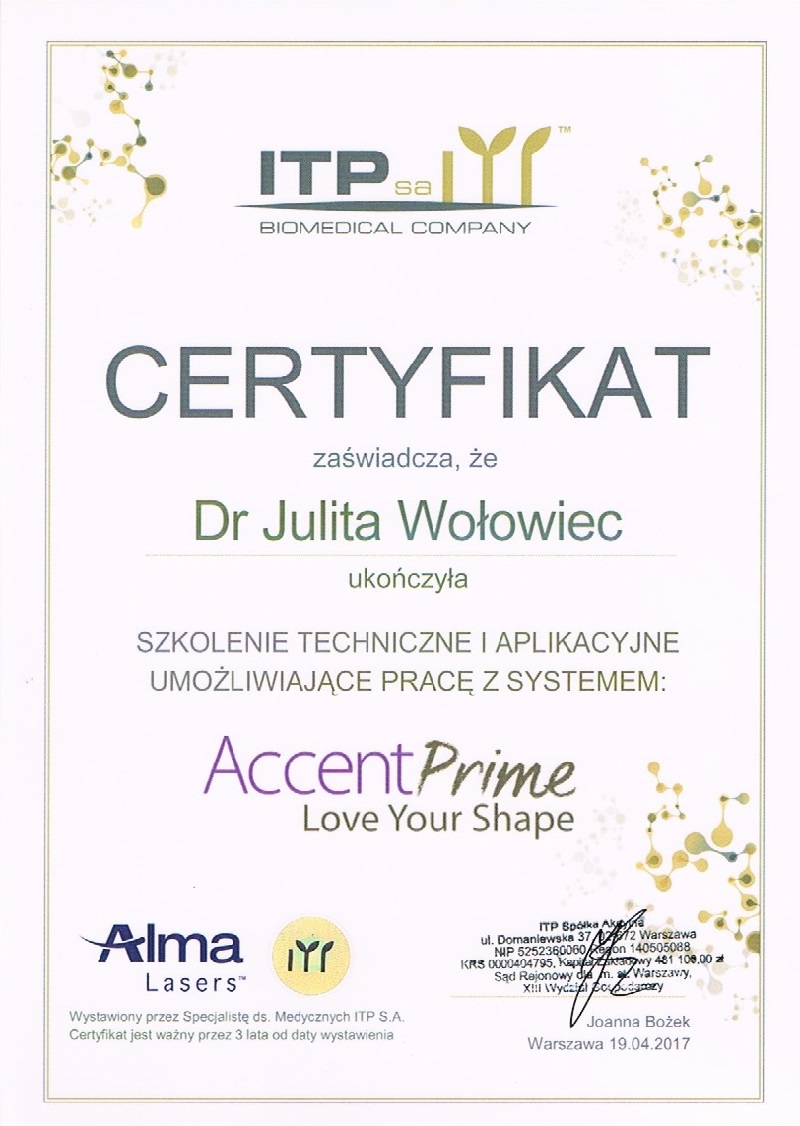 ITP sa ™
BIOMEDICAL COMPANY
CERTYFIKAT
zaświadcza, że
Dr Julita Wołowiec
ukończyła
SZKOLENIE TECHNICZNE I APLIKACYJNE
UMOŻLIWIAJĄCE PRACĘ Z SYSTEMEM:
AccentPrime
Love Your Shape
Alma
Lasers™
ITP Spółka Akcyjna
ul. Domaniewska 37, 02-672 Warszawa
NIP 5252360060 Regon 140505088
KRS 0000404795, Kapitał zakładowy 481 100,00 zł
Sąd Rejonowy dla m. st. Warszawy,
XIII Wydział Gospodarczy
Wystawiony przez Specjalistę ds. Medycznych ITP S.A.
Certyfikat jest ważny przez 3 lata od daty wystawienia
Joanna Bożek
Warszawa 19.04.2017